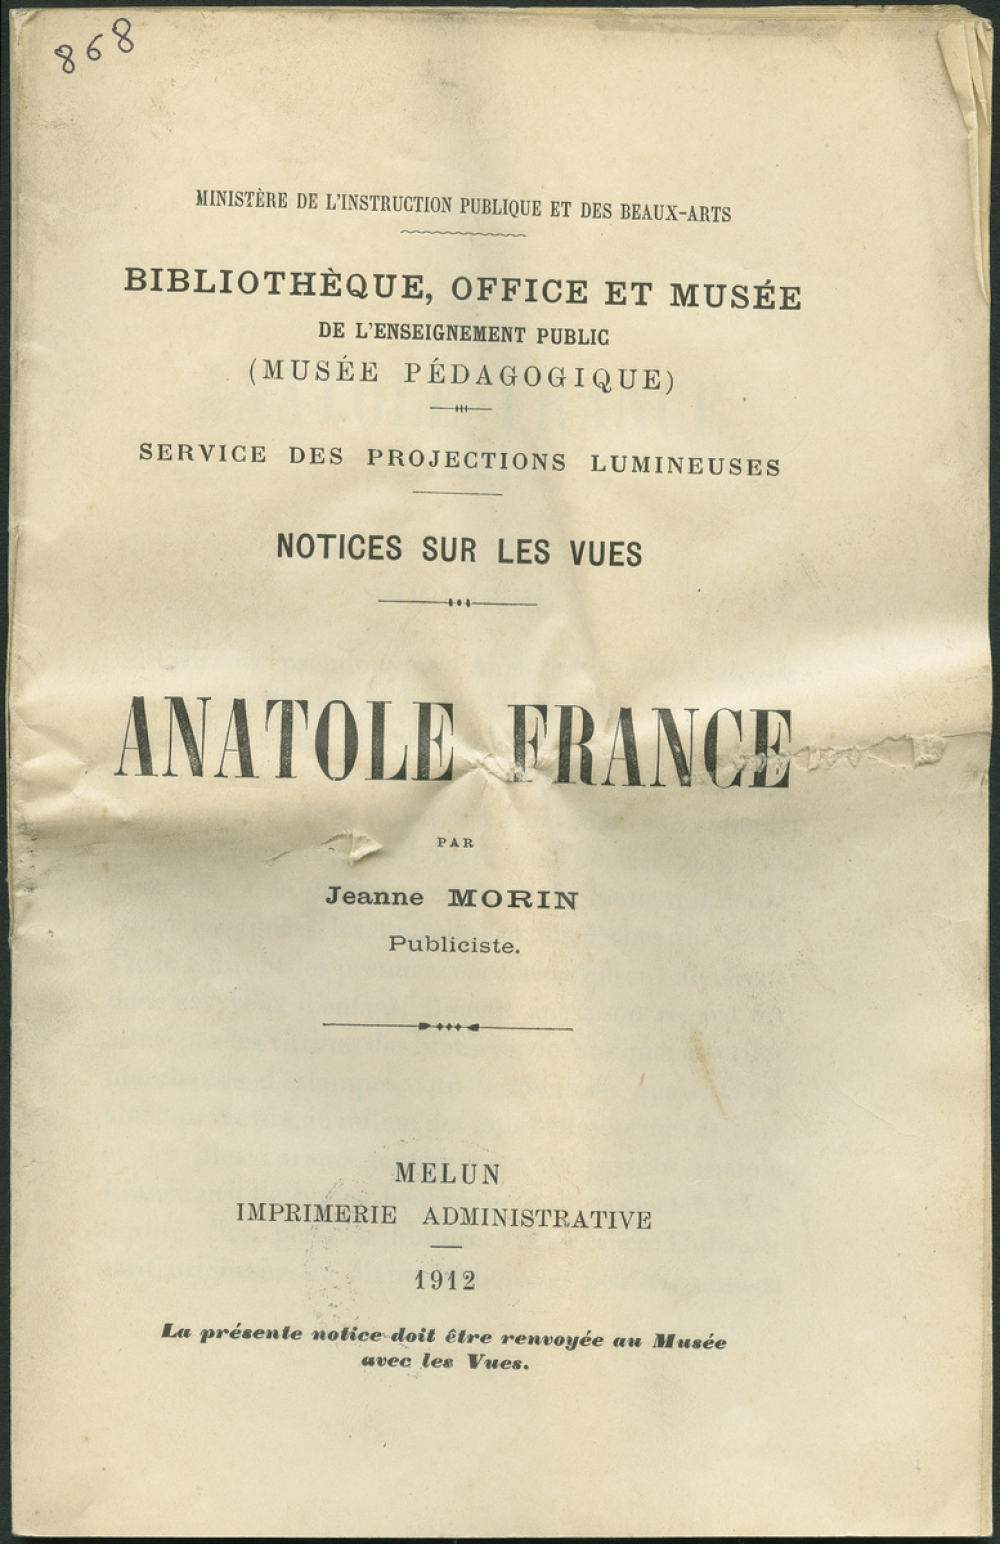 868
MINISTÈRE DE L'INSTRUCTION PUBLIQUE ET DES BEAUX-ARTS
BIBLIOTHÈQUE, OFFICE ET MUSÉE
DE L'ENSEIGNEMENT PUBLIC
(MUSÉE PÉDAGOGIQUE)
SERVICE DES PROJECTIONS LUMINEUSES
NOTICES SUR LES VUES
ANATOLE FRANCE
PAR
Jeanne MORIN
Publiciste.
MELUN
IMPRIMERIE ADMINISTRATIVE
1912
La présente notice doit être renvoyée au Musée
avec les Vues.